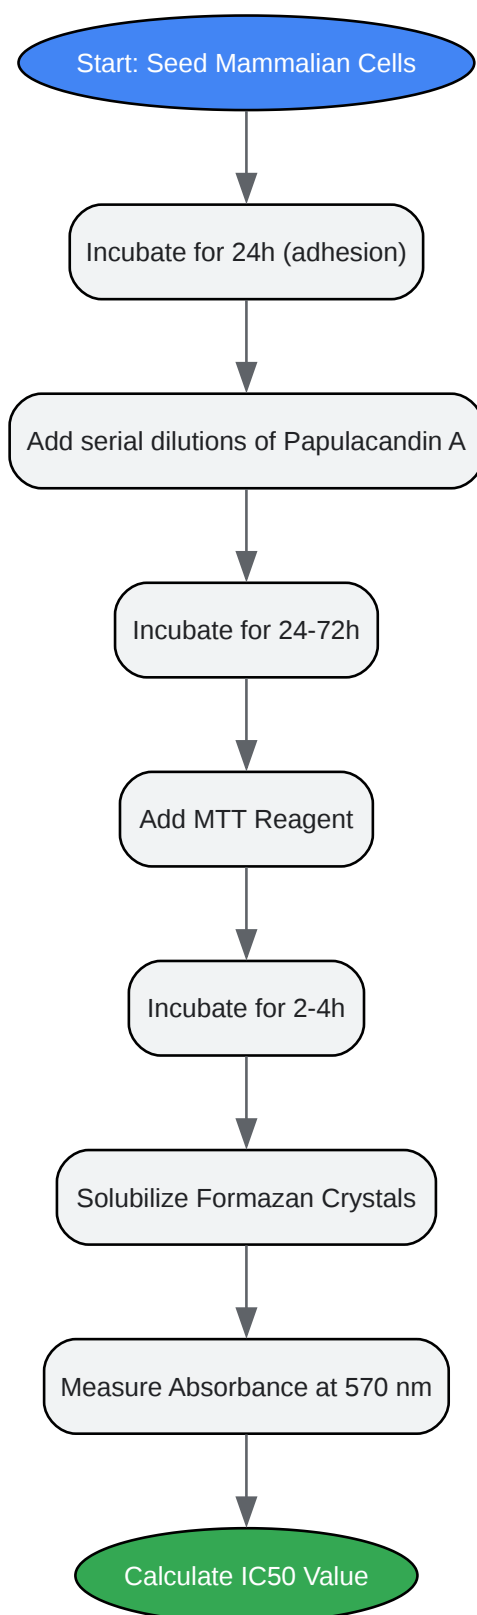 Start: Seed Mammalian Cells
Incubate for 24h (adhesion)
Add serial dilutions of Papulacandin A
Incubate for 24-72h
Add MTT Reagent
Incubate for 2-4h
Solubilize Formazan Crystals
Measure Absorbance at 570 nm
Calculate IC50 Value